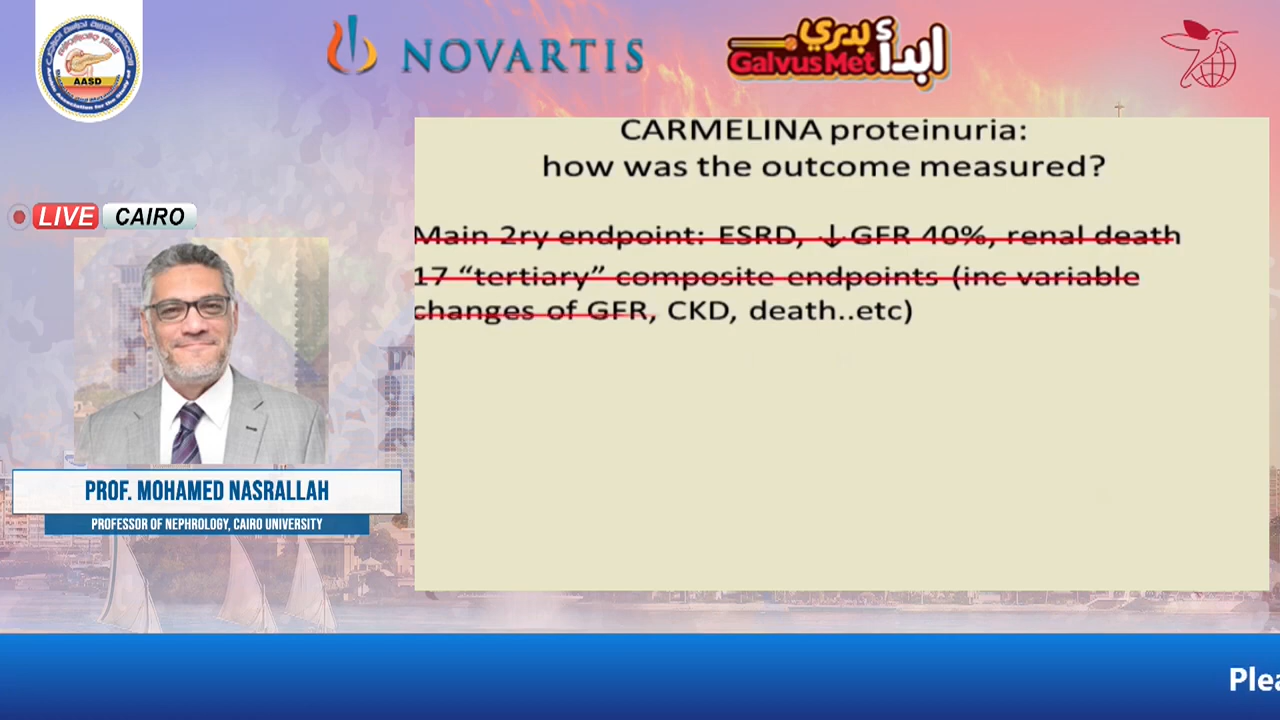 AASD
NOVARTIS
ابدأ بدري
GalvusMet
CARMELINA proteinuria:
how was the outcome measured?
Main 2ry endpoint: ESRD, ↓ GFR 40%, renal death
17 “tertiary” composite endpoints (inc variable
changes of GFR, CKD, death..etc)
LIVE
CAIRO
PROF. MOHAMED NASRALLAH
PROFESSOR OF NEPHROLOGY, CAIRO UNIVERSITY
Plea